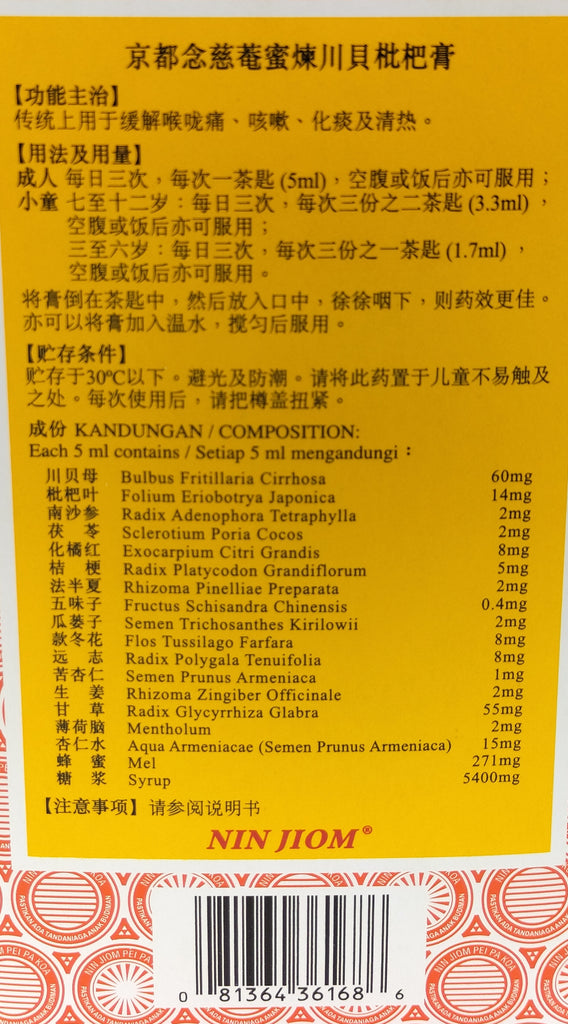 京都念慈菴蜜煉川貝枇杷膏
【功能主治】
传统上用于缓解喉咙痛、咳嗽、化痰及清热。
【用法及用量】
成人 每日三次，每次一茶匙 (5ml)，空腹或饭后亦可服用；
小童 七至十二岁：每日三次，每次三份之二茶匙 (3.3ml)，
空腹或饭后亦可服用；
三至六岁：每日三次，每次三份之一茶匙 (1.7ml)，
空腹或饭后亦可服用。
将膏倒在茶匙中，然后放入口中，徐徐咽下，则药效更佳。
亦可以将膏加入温水，搅匀后服用。
【贮存条件】
贮存于30ºC以下。避光及防潮。请将此药置于儿童不易触及
之处。每次使用后，请把樽盖扭紧。
成份 KANDUNGAN / COMPOSITION:
Each 5 ml contains / Setiap 5 ml mengandungi：
川贝母 Bulbus Fritillaria Cirrhosa 60mg
枇杷叶 Folium Eriobotrya Japonica 14mg
南沙参 Radix Adenophora Tetraphylla 2mg
茯苓 Sclerotium Poria Cocos 2mg
化橘红 Exocarpium Citri Grandis 8mg
桔梗 Radix Platycodon Grandiflorum 5mg
法半夏 Rhizoma Pinelliae Preparata 2mg
五味子 Fructus Schisandra Chinensis 0.4mg
瓜蒌子 Semen Trichosanthes Kirilowii 2mg
款冬花 Flos Tussilago Farfara 8mg
远志 Radix Polygala Tenuifolia 8mg
苦杏仁 Semen Prunus Armeniaca 1mg
生姜 Rhizoma Zingiber Officinale 2mg
甘草 Radix Glycyrrhiza Glabra 55mg
薄荷脑 Mentholum 2mg
杏仁水 Aqua Armeniacae (Semen Prunus Armeniaca) 15mg
蜂蜜 Mel 271mg
糖浆 Syrup 5400mg
【注意事项】请参阅说明书
NIN JIOM®
NIN JIOM PEI PA KOA
PASTIKAN ADA TANDANIAGA ANAK BUDIMAN
0 81364 36168 6